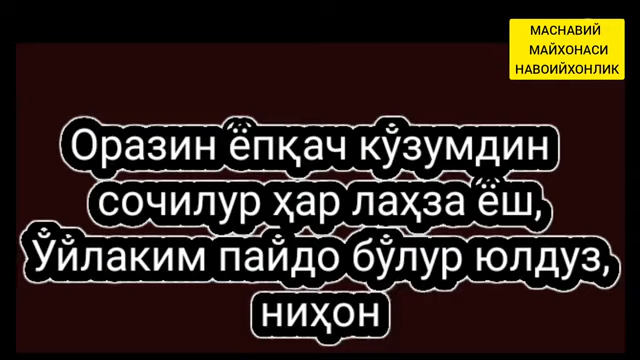 МАСНАВИЙ
МАЙХОНАСИ
НАВОИЙХОНЛИК
Оразин ёпқач кўзумдин
сочилур ҳар лаҳза ёш,
Ўйлаким пайдо бўлур юлдуз,
ниҳон